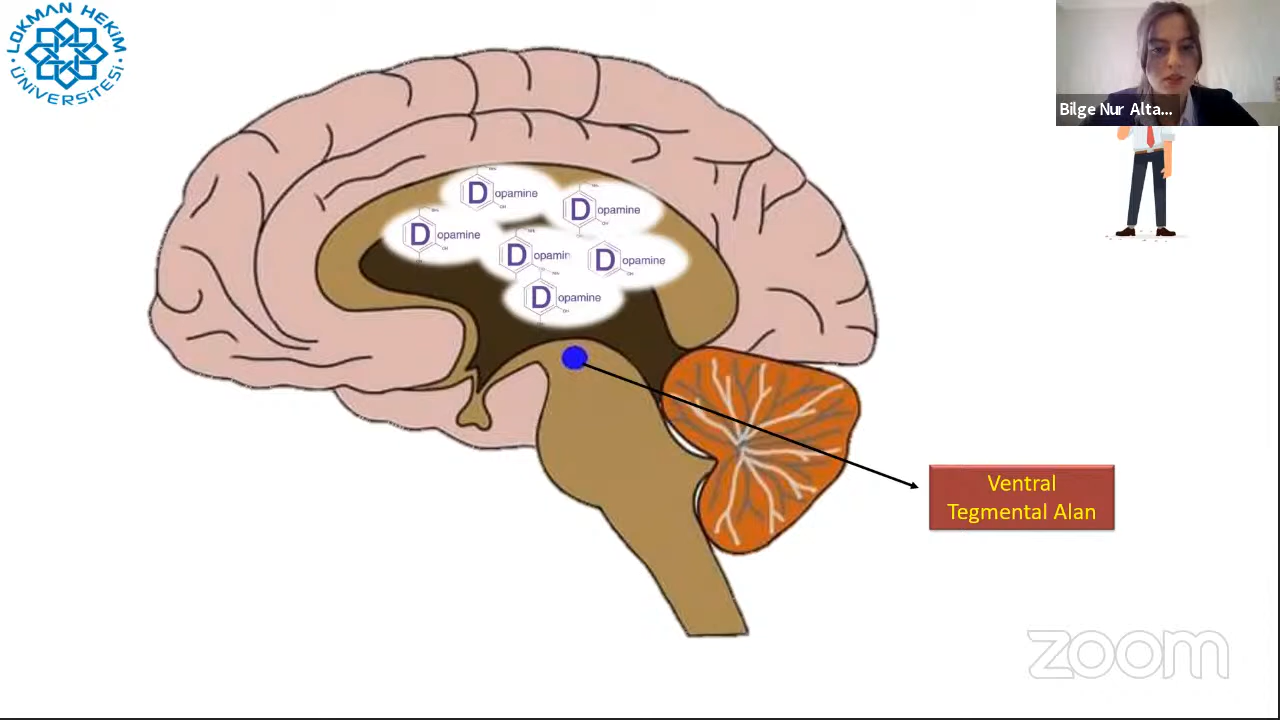 LOKMAN HEKİM
ÜNİVERSİTESİ
Bilge Nur Alta...
Dopamine
Dopamine
Dopamine
Dopamin
Dopamine
Dopamine
Ventral
Tegmental Alan
zoom